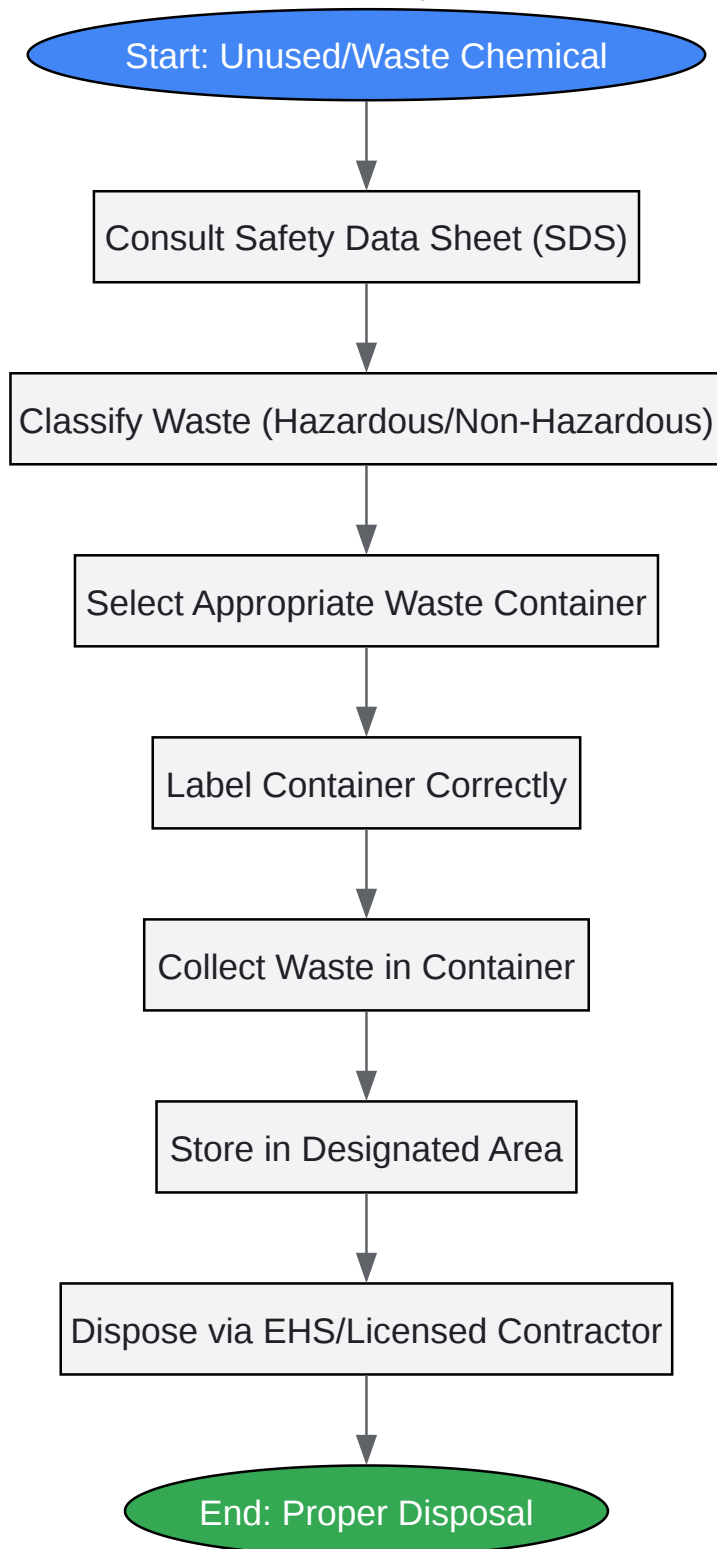 Start: Unused/Waste Chemical
Consult Safety Data Sheet (SDS)
Classify Waste (Hazardous/Non-Hazardous)
Select Appropriate Waste Container
Label Container Correctly
Collect Waste in Container
Store in Designated Area
Dispose via EHS/Licensed Contractor
End: Proper Disposal